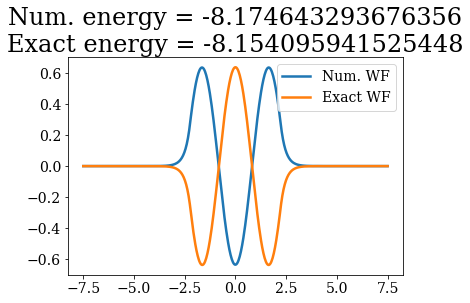 Num. energy = -8.174643293676356
Exact energy = -8.154095941525448
Num. WF
Exact WF
0.6
0.4
0.2
0.0
−0.2
−0.4
−0.6
−7.5 −5.0 −2.5 0.0 2.5 5.0 7.5